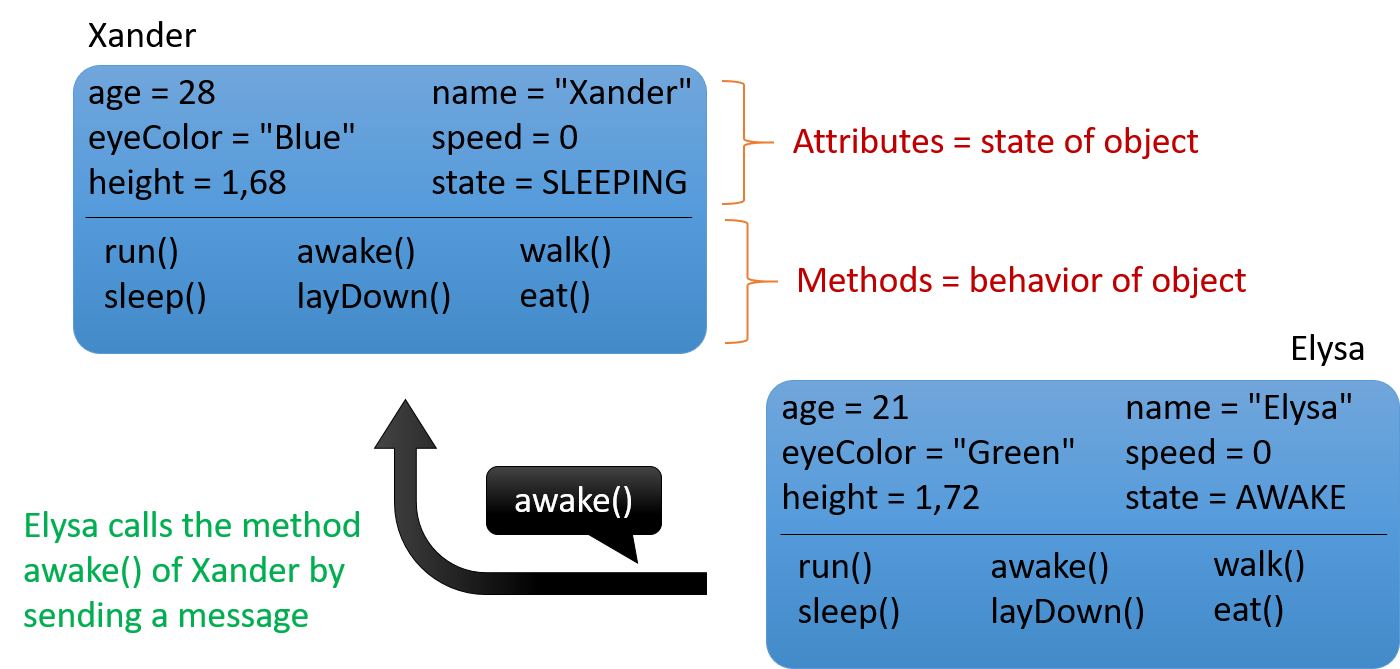 Xander
age = 28 name = "Xander"
eyeColor = "Blue" speed = 0
height = 1,68 state = SLEEPING
Attributes = state of object
run() awake() walk()
sleep() layDown() eat()
Methods = behavior of object
Elysa
age = 21 name = "Elysa"
eyeColor = "Green" speed = 0
height = 1,72 state = AWAKE
run() awake() walk()
sleep() layDown() eat()
awake()
Elysa calls the method
awake() of Xander by
sending a message